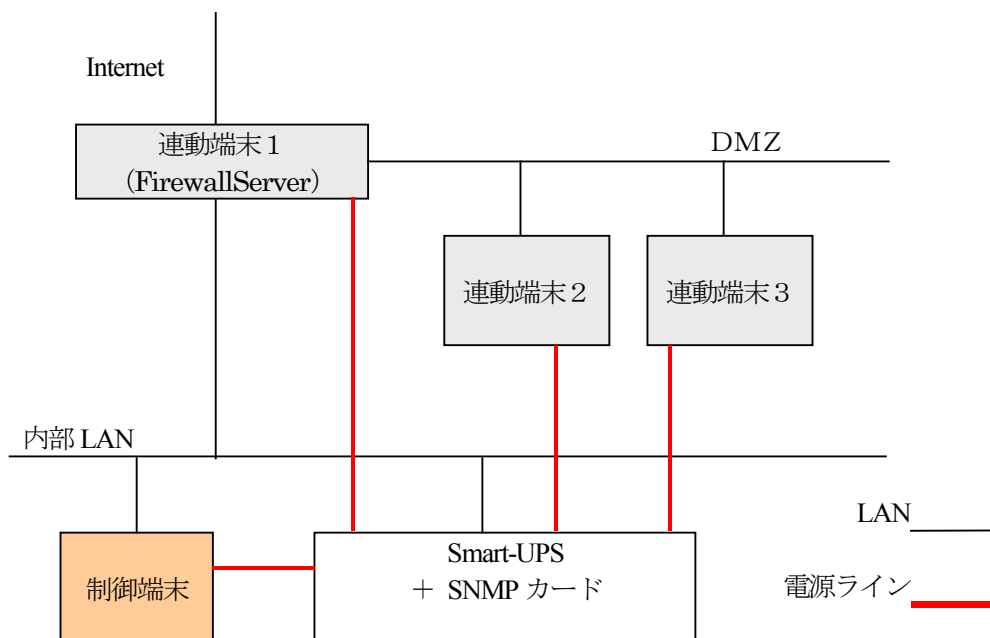 Internet
連動端末１
(FirewallServer)
ＤＭＺ
連動端末２
連動端末３
内部 LAN
LAN
Smart-UPS
＋ SNMP カード
制御端末
電源ライン